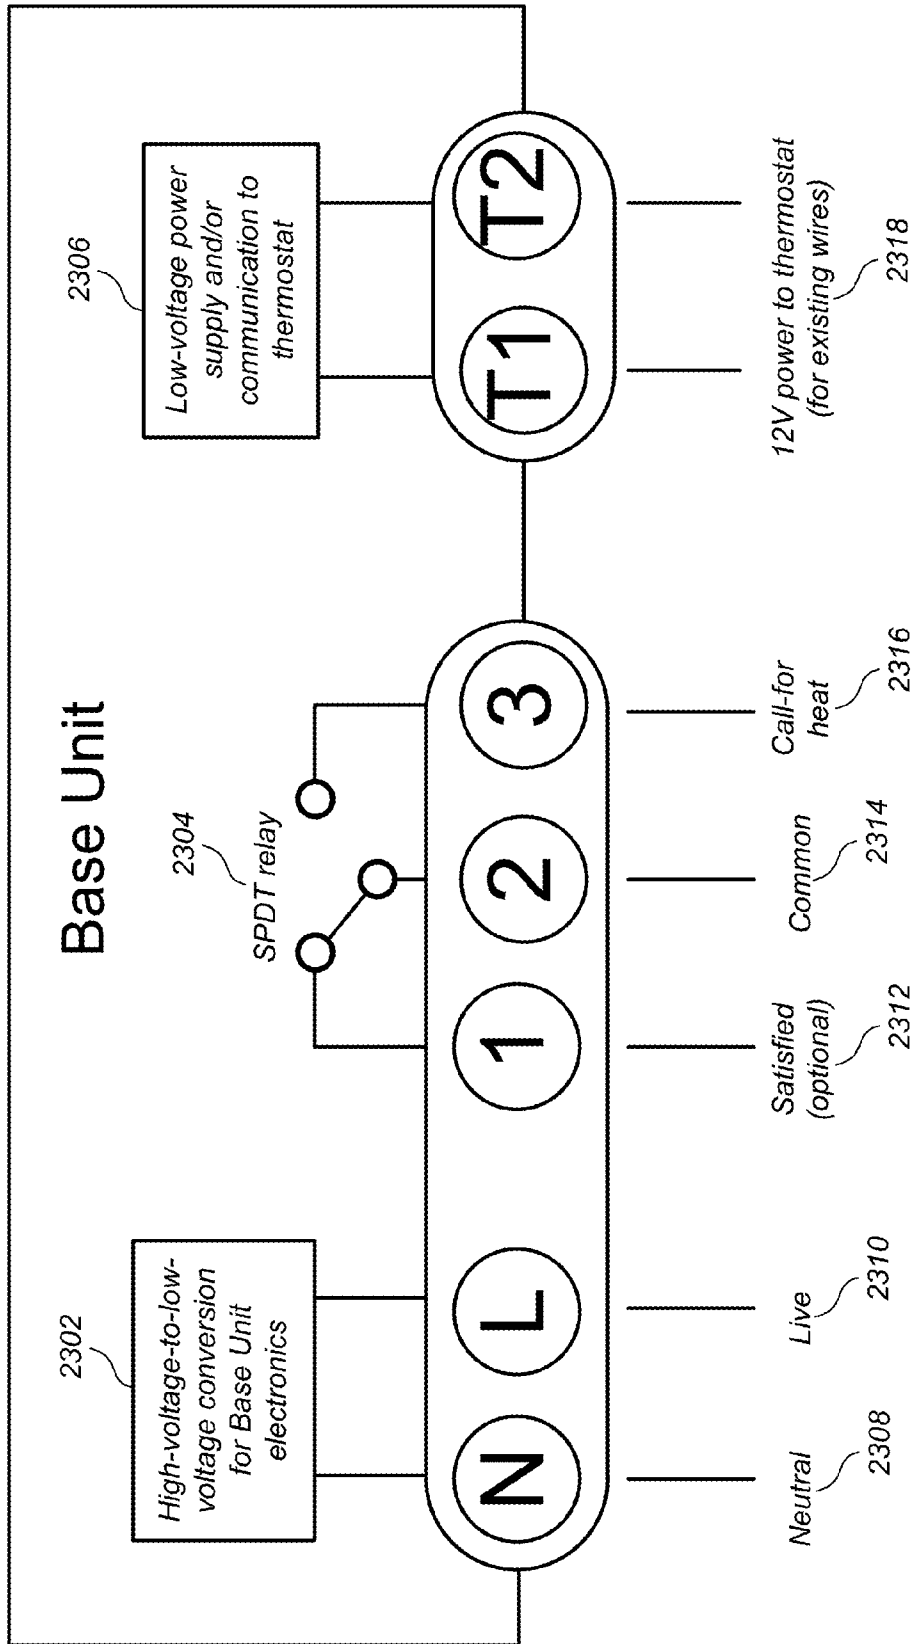 Base Unit
2302
High-voltage-to-low-
voltage conversion
for Base Unit
electronics
2304
SPDT relay
2306
Low-voltage power
supply and/or
communication to
thermostat
N
L
1
2
3
T1
T2
Neutral
2308
Live
2310
Satisfied
(optional)
2312
Common
2314
Call-for
heat
2316
12V power to thermostat
(for existing wires)
2318